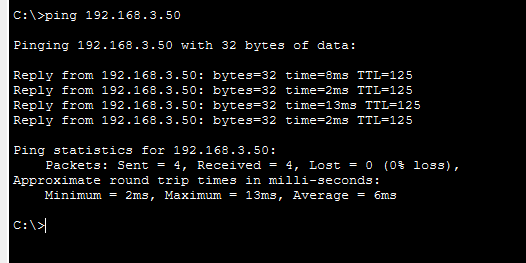 C:\>ping 192.168.3.50
Pinging 192.168.3.50 with 32 bytes of data:
Reply from 192.168.3.50: bytes=32 time=8ms TTL=125
Reply from 192.168.3.50: bytes=32 time=2ms TTL=125
Reply from 192.168.3.50: bytes=32 time=13ms TTL=125
Reply from 192.168.3.50: bytes=32 time=2ms TTL=125
Ping statistics for 192.168.3.50:
Packets: Sent = 4, Received = 4, Lost = 0 (0% loss),
Approximate round trip times in milli-seconds:
Minimum = 2ms, Maximum = 13ms, Average = 6ms
C:\>